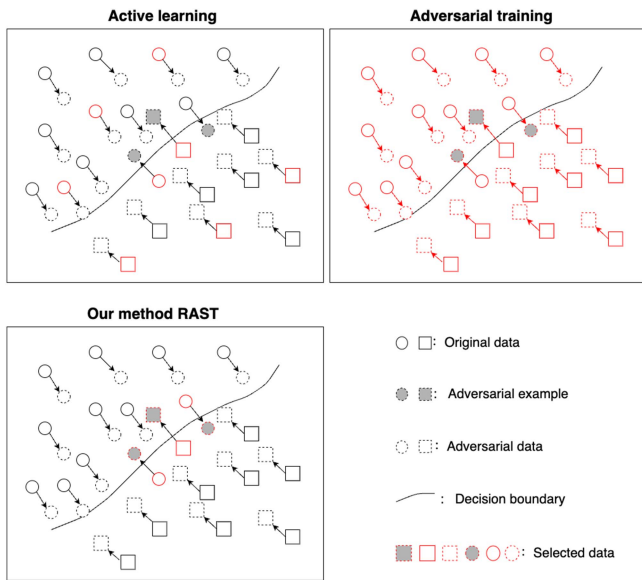 Active learning
Adversarial training
Our method RAST
: Original data
: Adversarial example
: Adversarial data
: Decision boundary
: Selected data